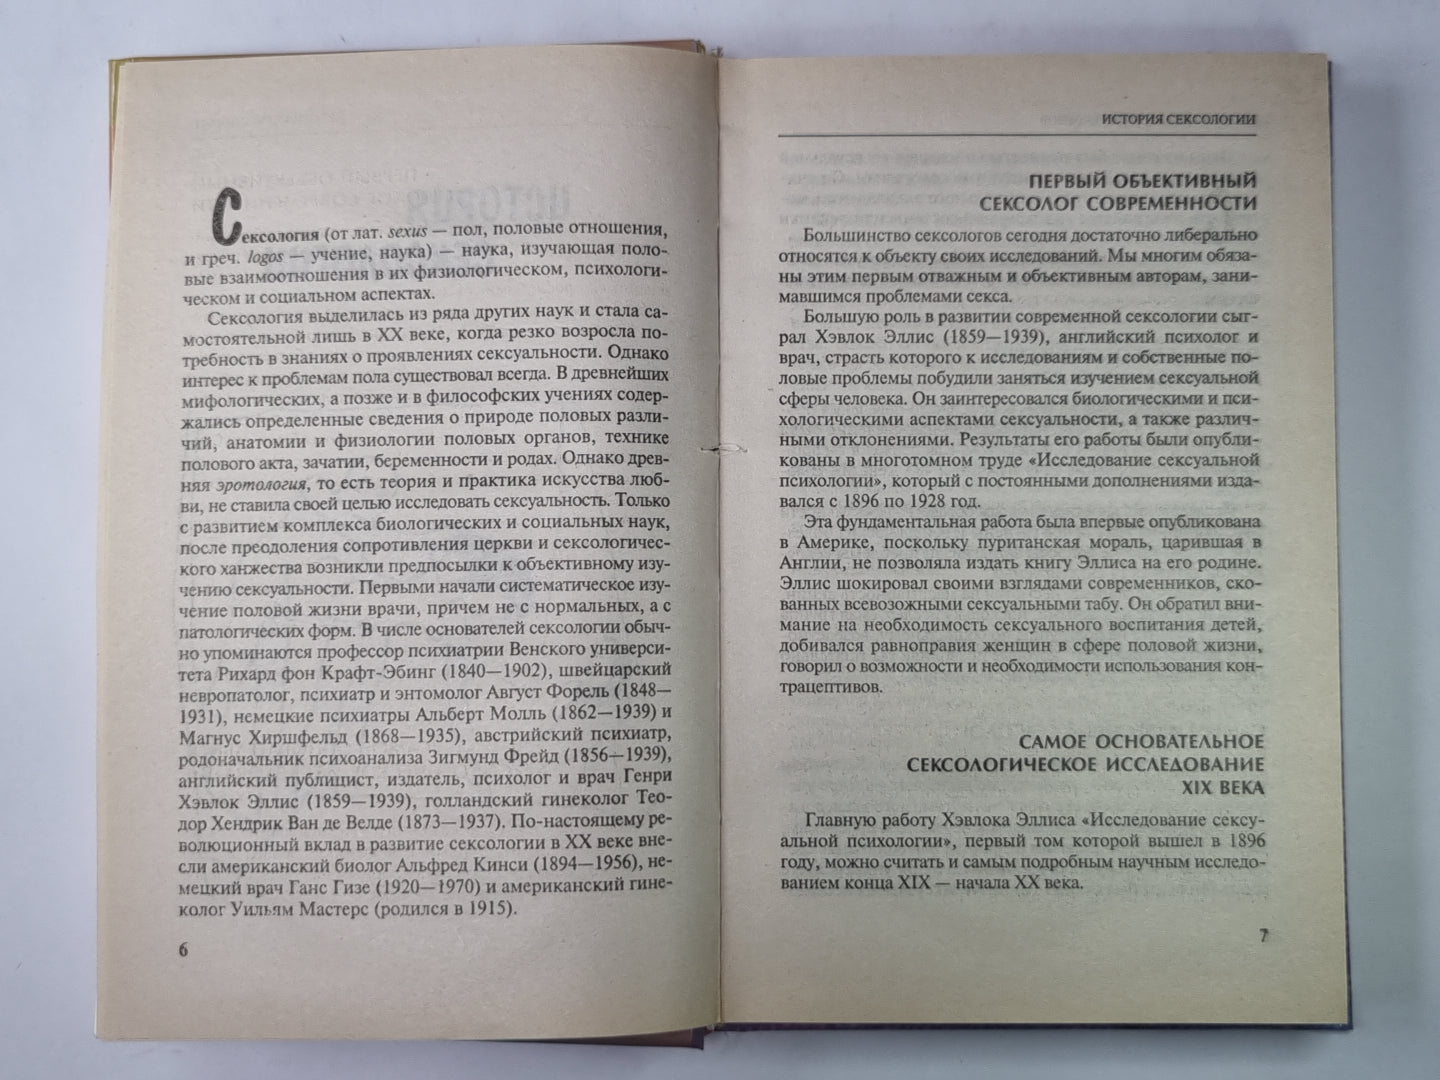 Сексология (от лат. sexus — пол, половые отношения,
и греч. logos — учение, наука) — наука, изучающая поло-
вые взаимоотношения в их физиологическом, психологи-
ческом и социальном аспектах.
Сексология выделилась из ряда других наук и стала са-
мостоятельной лишь в XX веке, когда резко возросла по-
требность в знаниях о проявлениях сексуальности. Однако
интерес к проблемам пола существовал всегда. В древнейших
мифологических, а позже и в философских учениях содер-
жались определенные сведения о природе половых разли-
чий, анатомии и физиологии половых органов, технике
полового акта, зачатии, беременности и родах. Однако древ-
няя эротология, то есть теория и практика искусства люб-
ви, не ставила своей целью исследовать сексуальность. Только
с развитием комплекса биологических и социальных наук,
после преодоления сопротивления церкви и сексологичес-
кого ханжества возникли предпосылки к объективному изу-
чению сексуальности. Первыми начали систематическое изу-
чение половой жизни врачи, причем не с нормальных, а с
патологических форм. В числе основателей сексологии обыч-
но упоминаются профессор психиатрии Венского универси-
тета Рихард фон Крафт-Эбинг (1840—1902), швейцарский
невропатолог, психиатр и энтомолог Август Форель (1848—
1931), немецкие психиатры Альберт Молль (1862—1939) и
Магнус Хиршфельд (1868—1935), австрийский психиатр,
родоначальник психоанализа Зигмунд Фрейд (1856—1939),
английский публицист, издатель, психолог и врач Генри
Хэвлок Эллис (1859—1939), голландский гинеколог Тео-
дор Хендрик Ван де Велде (1873—1937). По-настоящему ре-
волюционный вклад в развитие сексологии в XX веке вне-
сли американский биолог Альфред Кинси (1894—1956), не-
мецкий врач Ганс Гизе (1920—1970) и американский гине-
колог Уильям Мастерс (родился в 1915).
6
ИСТОРИЯ СЕКСОЛОГИИ
ПЕРВЫЙ ОБЪЕКТИВНЫЙ
СЕКСОЛОГ СОВРЕМЕННОСТИ
Большинство сексологов сегодня достаточно либерально
относятся к объекту своих исследований. Мы многим обяза-
ны этим первым отважным и объективным авторам, зани-
мавшимся проблемами секса.
Большую роль в развитии современной сексологии сыг-
рал Хэвлок Эллис (1859—1939), английский психолог и
врач, страсть которого к исследованиям и собственные по-
ловые проблемы побудили заняться изучением сексуальной
сферы человека. Он заинтересовался биологическими и пси-
хологическими аспектами сексуальности, а также различ-
ными отклонениями. Результаты его работы были опубли-
кованы в многотомном труде «Исследование сексуальной
психологии», который с постоянными дополнениями изда-
вался с 1896 по 1928 год.
Эта фундаментальная работа была впервые опубликована
в Америке, поскольку пуританская мораль, царившая в
Англии, не позволяла издать книгу Эллиса на его родине.
Эллис шокировал своими взглядами современников, ско-
ванных всевозожными сексуальными табу. Он обратил вни-
мание на необходимость сексуального воспитания детей,
добивался равноправия женщин в сфере половой жизни,
говорил о возможности и необходимости использования кон-
трацептивов.
САМОЕ ОСНОВАТЕЛЬНОЕ
СЕКСОЛОГИЧЕСКОЕ ИССЛЕДОВАНИЕ
XIX ВЕКА
Главную работу Хэвлока Эллиса «Исследование сексу-
альной психологии», первый том которой вышел в 1896
году, можно считать и самым подробным научным исследо-
ванием конца XIX — начала XX века.
7